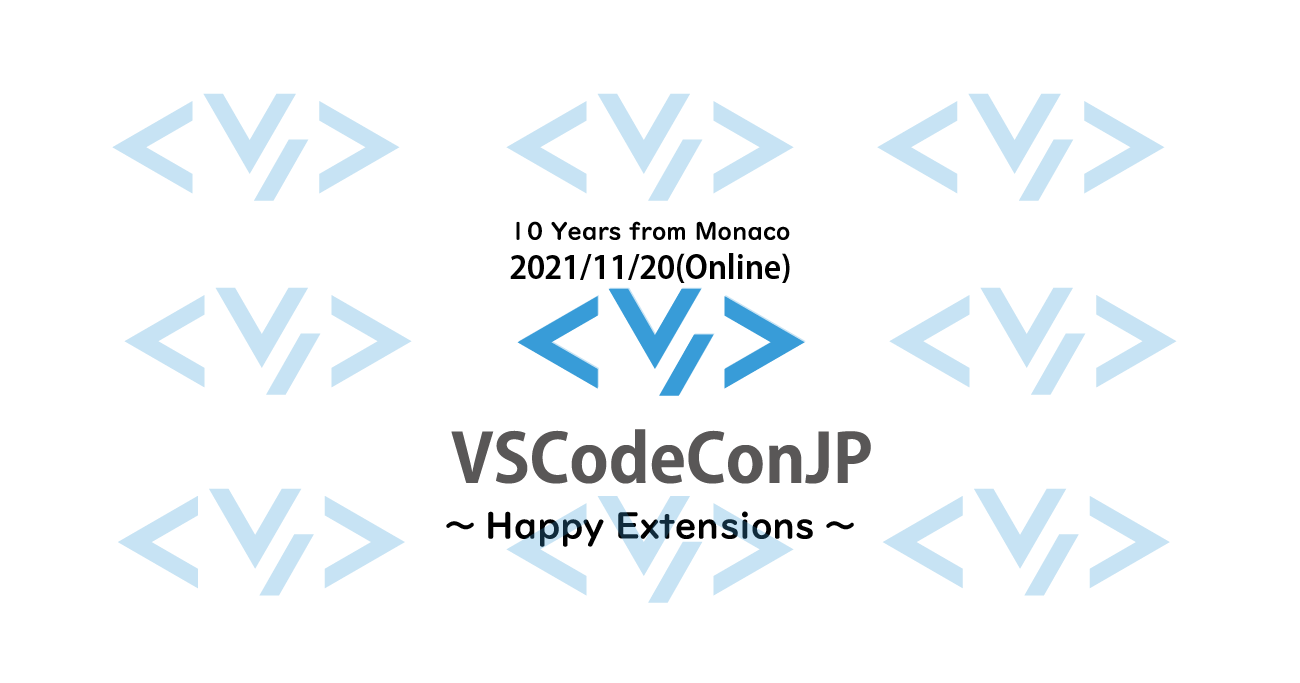 10 Years from Monaco
2021/11/20(Online)
VSCodeConJP
～ Happy Extensions ～